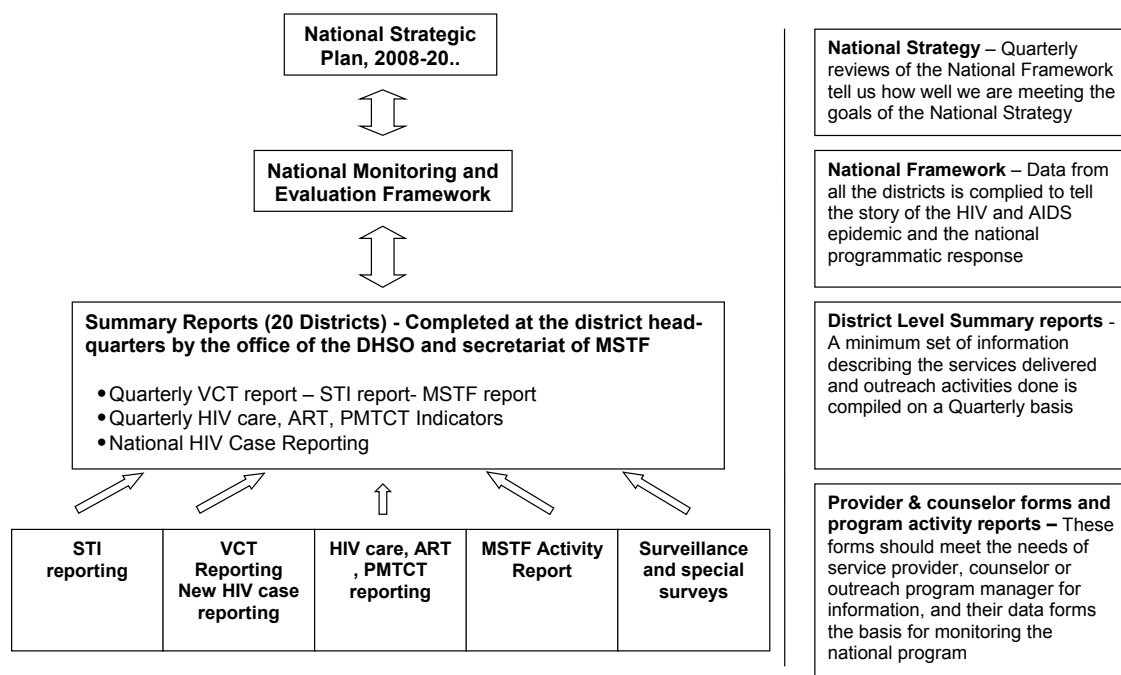 National Strategic
Plan, 2008-20..
National Monitoring and
Evaluation Framework
Summary Reports (20 Districts) - Completed at the district head-
quarters by the office of the DHSO and secretariat of MSTF
•Quarterly VCT report – STI report- MSTF report
•Quarterly HIV care, ART, PMTCT Indicators
•National HIV Case Reporting
STI
reporting
VCT
Reporting
New HIV case
reporting
HIV care, ART
, PMTCT
reporting
MSTF Activity
Report
Surveillance
and special
surveys
National Strategy – Quarterly
reviews of the National Framework
tell us how well we are meeting the
goals of the National Strategy
National Framework – Data from
all the districts is complied to tell
the story of the HIV and AIDS
epidemic and the national
programmatic response
District Level Summary reports -
A minimum set of information
describing the services delivered
and outreach activities done is
compiled on a Quarterly basis
Provider & counselor forms and
program activity reports – These
forms should meet the needs of
service provider, counselor or
outreach program manager for
information, and their data forms
the basis for monitoring the
national program